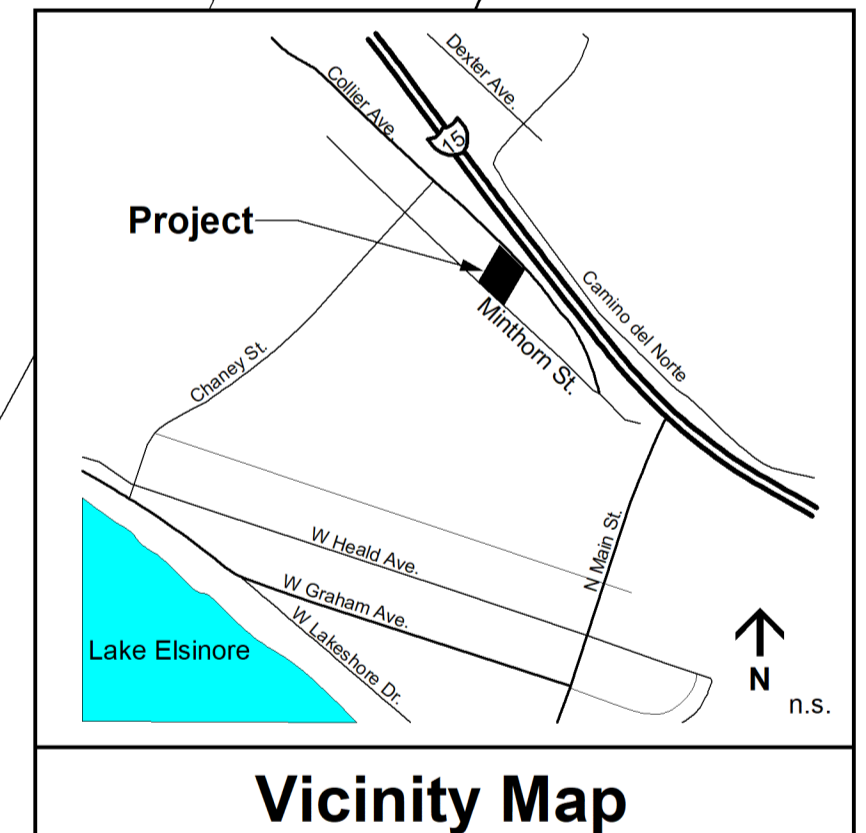 Dexter Ave.
Collier Ave.
15
Project
Camino del Norte
Minthorn St.
Chaney St.
N Main St.
W Heald Ave.
W Graham Ave.
W Lakeshore Dr.
Lake Elsinore
N
n.s.
Vicinity Map